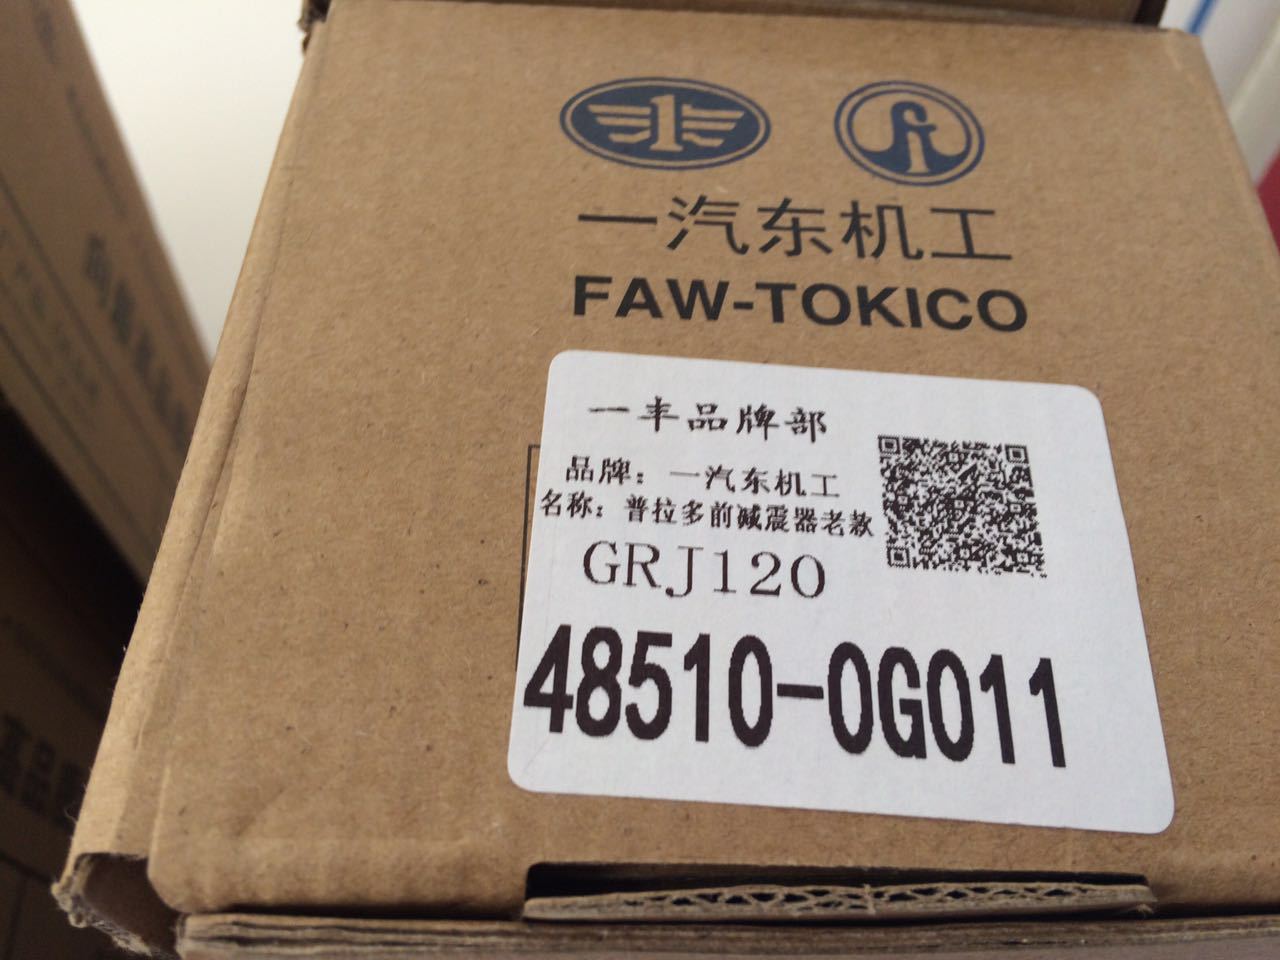 一汽东机工
FAW-TOKICO
一丰品牌部
品牌：一汽东机工
名称：普拉多前减震器老款
GRJ120
48510-0G011